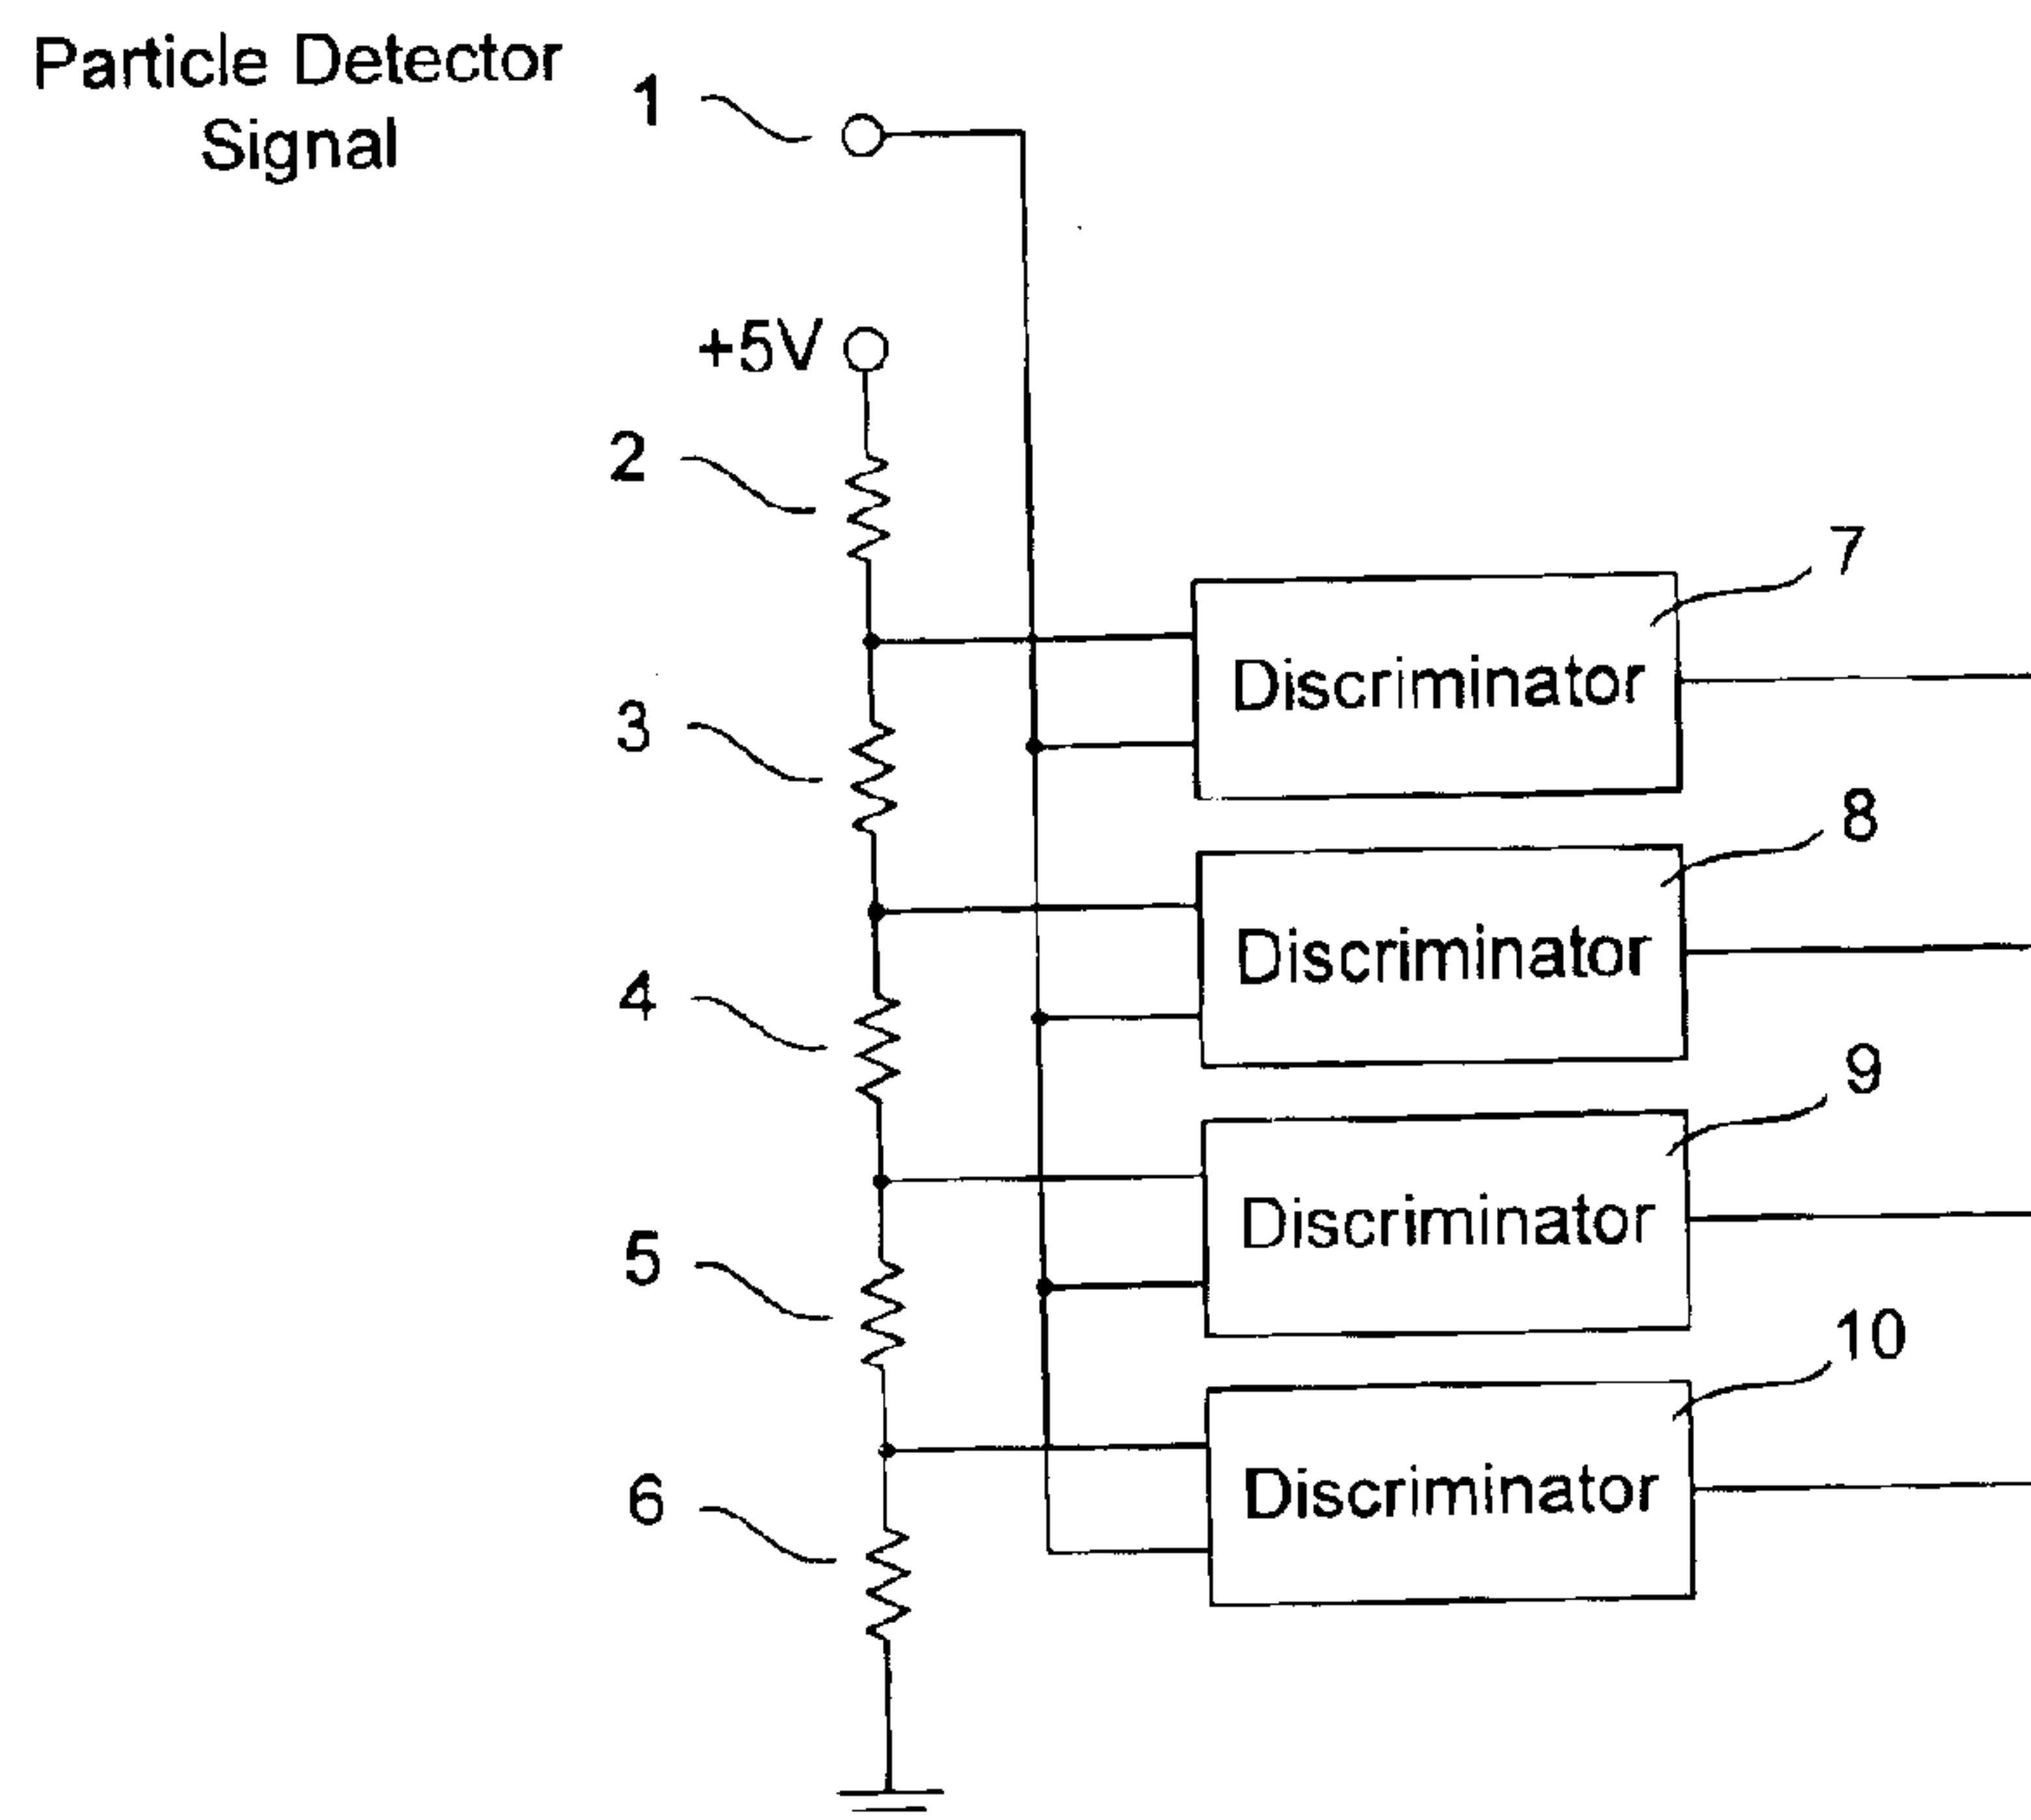 Particle Detector
Signal
1
+5V
2
7
Discriminator
3
8
Discriminator
4
9
Discriminator
5
10
Discriminator
6